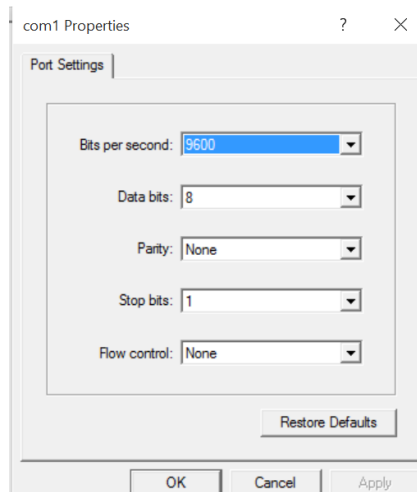 com1 Properties ?
Port Settings
Bits per second: 9600
Data bits: 8
Parity: None
Stop bits: 1
Flow control: None
Restore Defaults
OK Cancel Apply